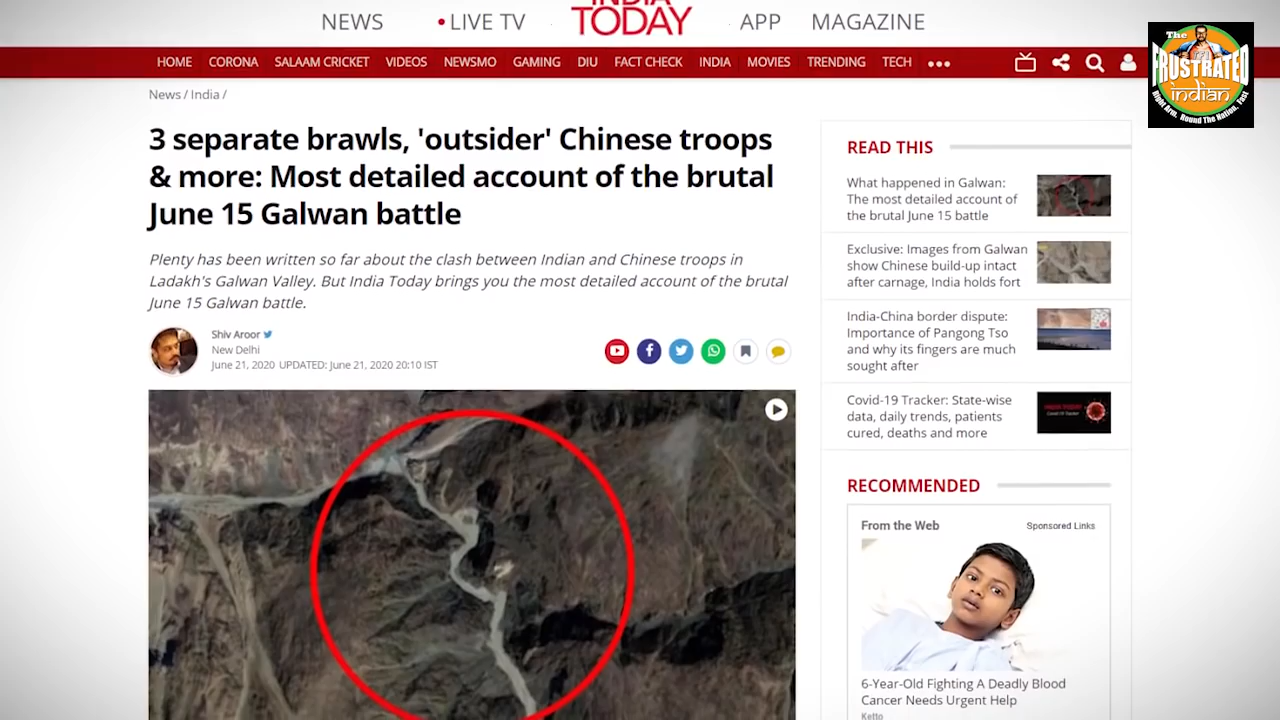 INDIA
TODAY
NEWS
LIVE TV
APP
MAGAZINE
HOME CORONA SALAAM CRICKET VIDEOS NEWSMO GAMING DIU FACT CHECK INDIA MOVIES TRENDING TECH
The
FRUSTRATED
indian
Right Arm, Round The Nation, Fast
News / India /
3 separate brawls, 'outsider' Chinese troops
& more: Most detailed account of the brutal
June 15 Galwan battle
Plenty has been written so far about the clash between Indian and Chinese troops in
Ladakh's Galwan Valley. But India Today brings you the most detailed account of the brutal
June 15 Galwan battle.
Shiv Aroor
New Delhi
June 21, 2020 UPDATED: June 21, 2020 20:10 IST
READ THIS
What happened in Galwan:
The most detailed account of
the brutal June 15 battle
Exclusive: Images from Galwan
show Chinese build-up intact
after carnage, India holds fort
India-China border dispute:
Importance of Pangong Tso
and why its fingers are much
sought after
Covid-19 Tracker: State-wise
data, daily trends, patients
cured, deaths and more
RECOMMENDED
From the Web
Sponsored Links
6-Year-Old Fighting A Deadly Blood
Cancer Needs Urgent Help
Ketto